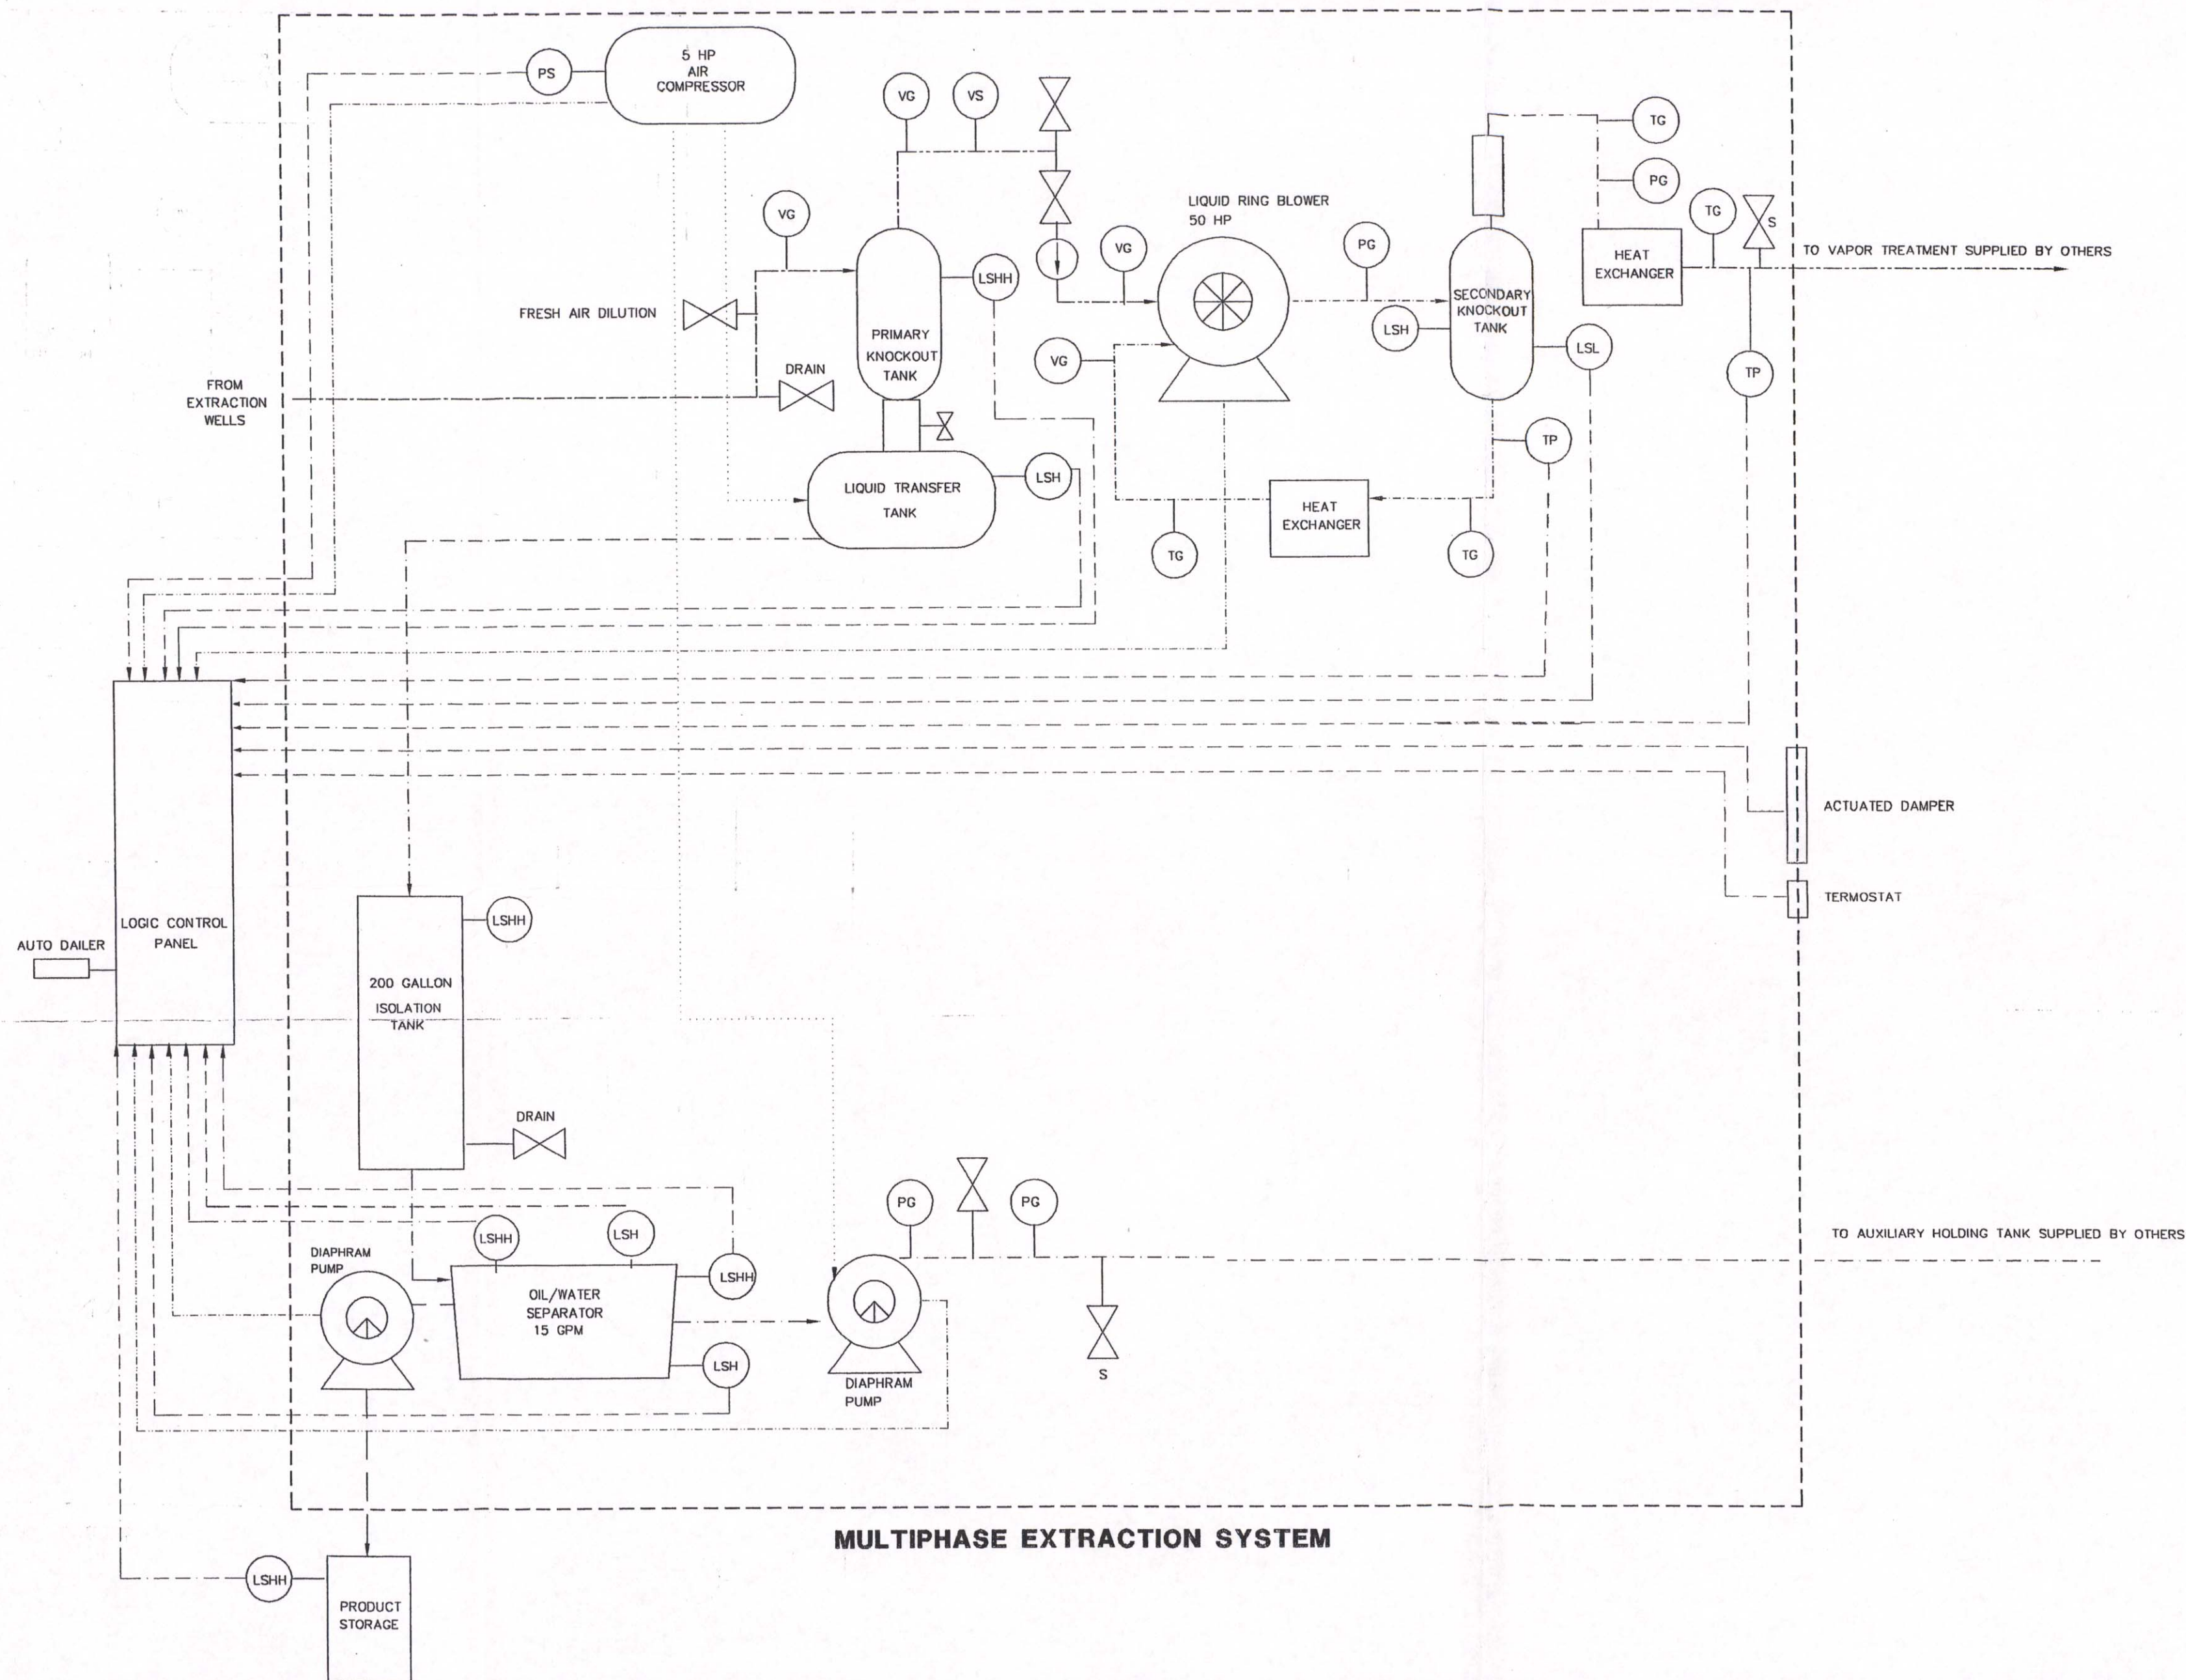 5 HP
AIR
COMPRESSOR
PS
VG
VS
TG
PG
VG
LIQUID RING BLOWER
50 HP
TG
S
VG
PG
HEAT
EXCHANGER
TO VAPOR TREATMENT SUPPLIED BY OTHERS
LSHH
FRESH AIR DILUTION
PRIMARY
KNOCKOUT
TANK
SECONDARY
KNOCKOUT
TANK
LSH
LSL
VG
TP
DRAIN
FROM
EXTRACTION
WELLS
TP
LIQUID TRANSFER
TANK
LSH
HEAT
EXCHANGER
TG
TG
ACTUATED DAMPER
TERMOSTAT
LOGIC CONTROL
PANEL
AUTO DAILER
LSHH
200 GALLON
ISOLATION
TANK
DRAIN
PG
PG
TO AUXILIARY HOLDING TANK SUPPLIED BY OTHERS
LSHH
LSH
DIAPHRAM
PUMP
LSHH
OIL/WATER
SEPARATOR
15 GPM
LSH
DIAPHRAM
PUMP
S
MULTIPHASE EXTRACTION SYSTEM
LSHH
PRODUCT
STORAGE